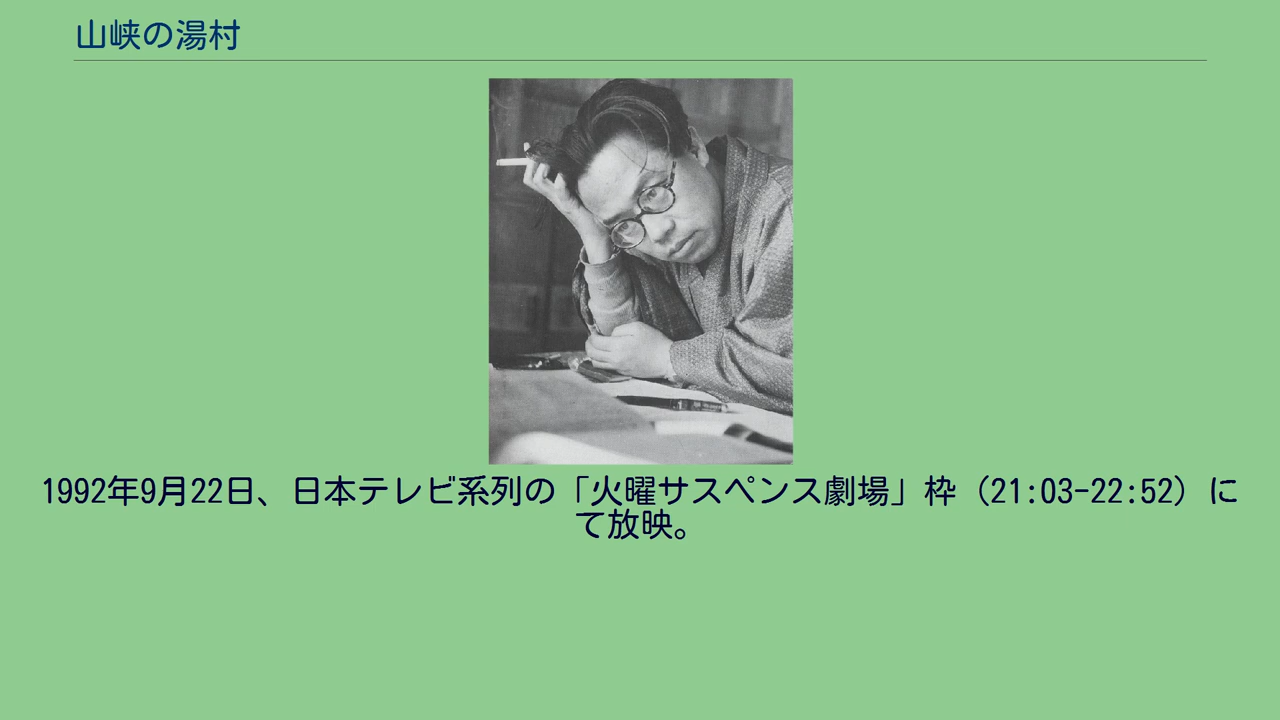 山峡の湯村
1992年9月22日、日本テレビ系列の「火曜サスペンス劇場」枠（21:03-22:52）に
て放映。